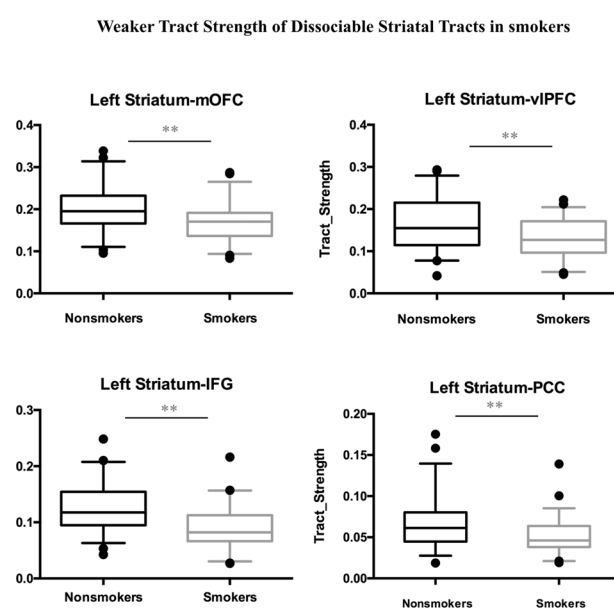 Weaker Tract Strength of Dissociable Striatal Tracts in smokers
Left Striatum-mOFC
**
0.4
0.3
0.2
0.1
0.0
Nonsmokers Smokers
Left Striatum-vlPFC
**
Tract_Strength
0.4
0.3
0.2
0.1
0.0
Nonsmokers Smokers
Left Striatum-IFG
**
0.3
0.2
0.1
0.0
Nonsmokers Smokers
Left Striatum-PCC
**
Tract_Strength
0.20
0.15
0.10
0.05
0.00
Nonsmokers Smokers